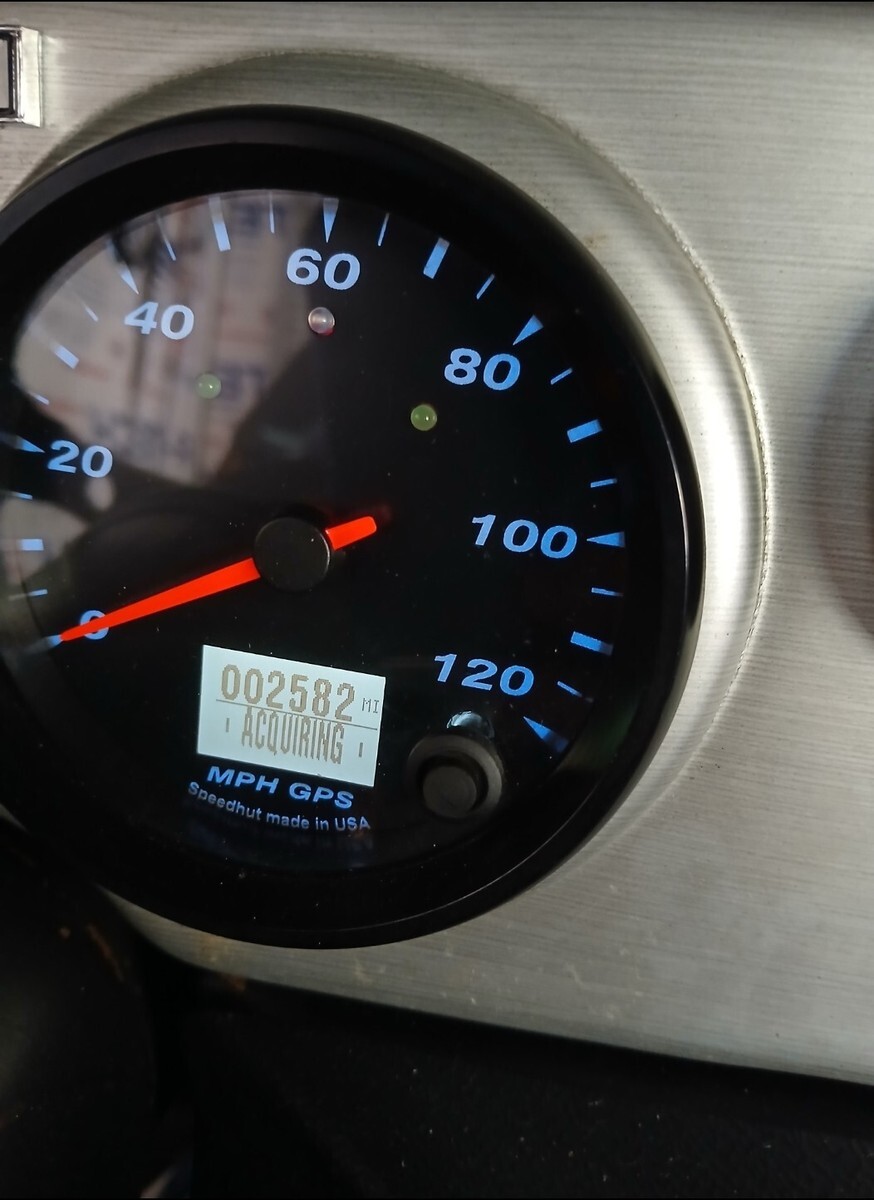 60
40
80
20
100
0
120
002582 MI
ACQUIRING
MPH GPS
Speedhut made in USA